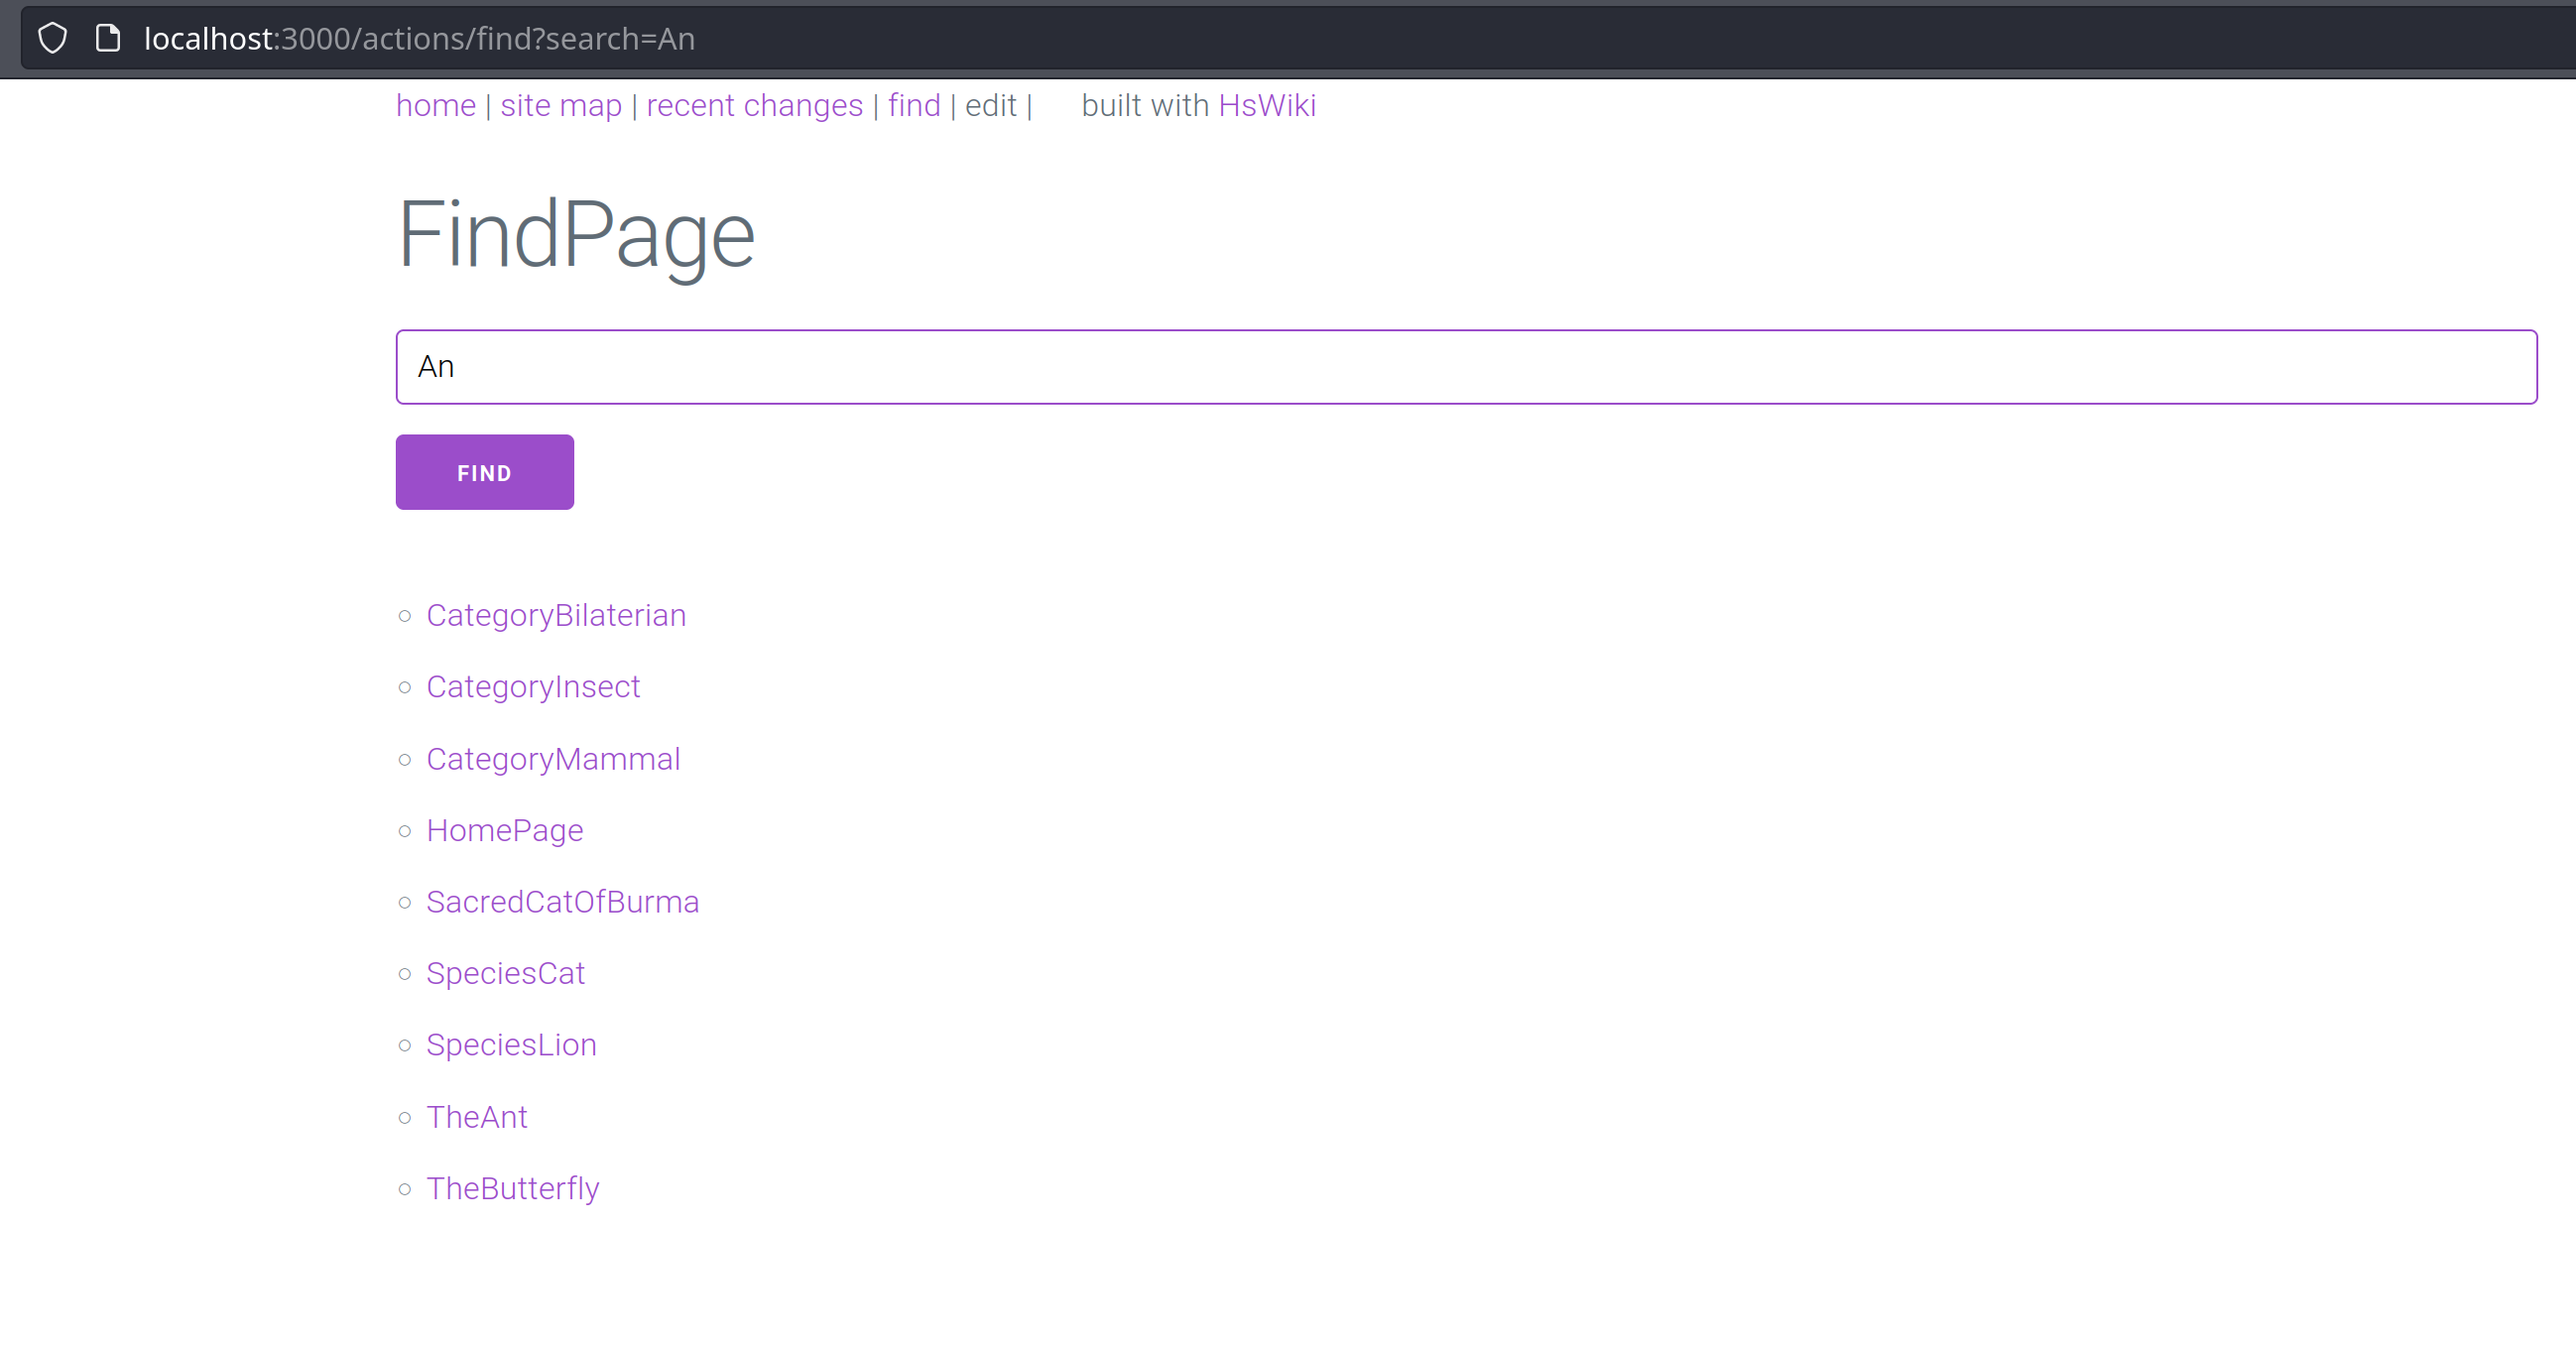 localhost:3000/actions/find?search=An
home | site map | recent changes | find | edit | built with HsWiki
FindPage
An
FIND
CategoryBilaterian
CategoryInsect
CategoryMammal
HomePage
SacredCatOfBurma
SpeciesCat
SpeciesLion
TheAnt
TheButterfly